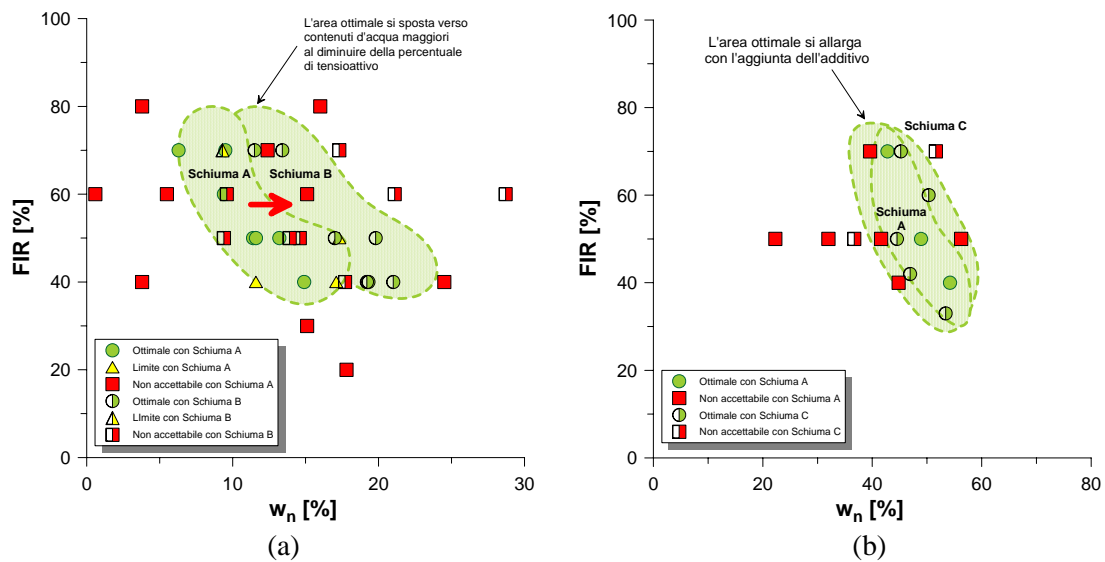 L'area ottimale si sposta verso
contenuti d'acqua maggiori
al diminuire della percentuale
di tensioattivo
100
80
60
40
20
0
FIR [%]
Schiuma A
Schiuma B
Ottimale con Schiuma A
Limite con Schiuma A
Non accettabile con Schiuma A
Ottimale con Schiuma B
LImite con Schiuma B
Non accettabile con Schiuma B
0
10
20
30
wn [%]
(a)
L'area ottimale si allarga
con l'aggiunta dell'additivo
100
80
60
40
20
0
FIR [%]
Schiuma C
Schiuma
A
Ottimale con Schiuma A
Non accettabile con Schiuma A
Ottimale con Schiuma C
Non accettabile con Schiuma C
0
20
40
60
80
wn [%]
(b)